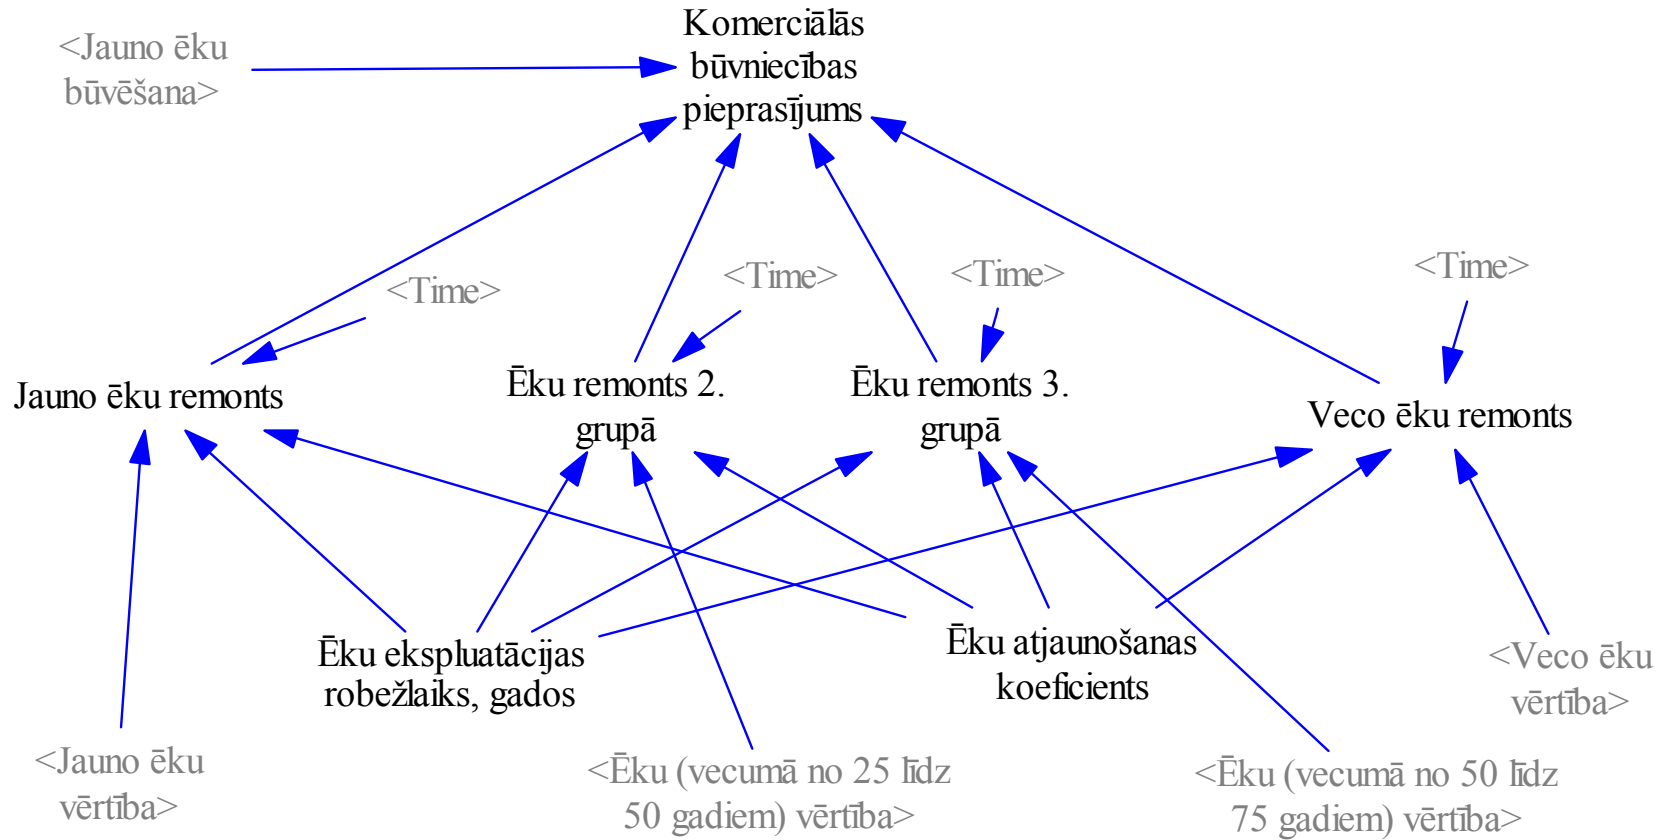 Komerciālās
būvniecības
pieprasījums
<Jauno ēku
būvēšana>
<Time>
<Time>
<Time>
<Time>
Jauno ēku remonts
Ēku remonts 2.
grupā
Ēku remonts 3.
grupā
Veco ēku remonts
Ēku ekspluatācijas
robežlaiks, gados
Ēku atjaunošanas
koeficients
<Veco ēku
vērtība>
<Jauno ēku
vērtība>
<Ēku (vecumā no 25 līdz
50 gadiem) vērtība>
<Ēku (vecumā no 50 līdz
75 gadiem) vērtība>